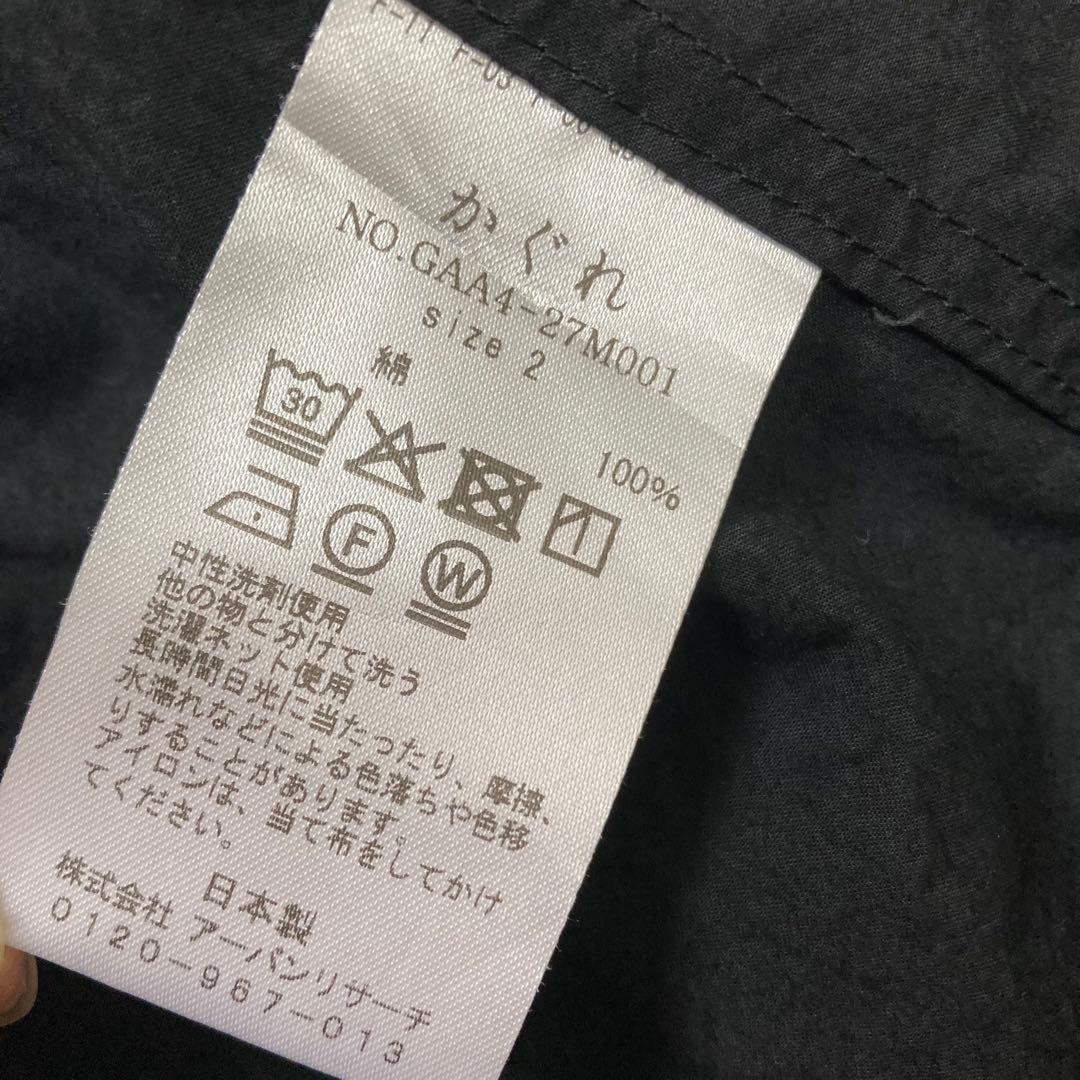 かぐれ
NO.GAA4-27M001
size 2
綿 100%
30
F
W
中性洗剤使用
他の物と分けて洗う
洗濯ネット使用
長時間日光に当たったり、摩擦、
水濡れなどによる色落ちや色移
りすることがあります。
アイロンは、当て布をしてかけ
てください。
日本製
株式会社 アーバンリサーチ
0120-967-013